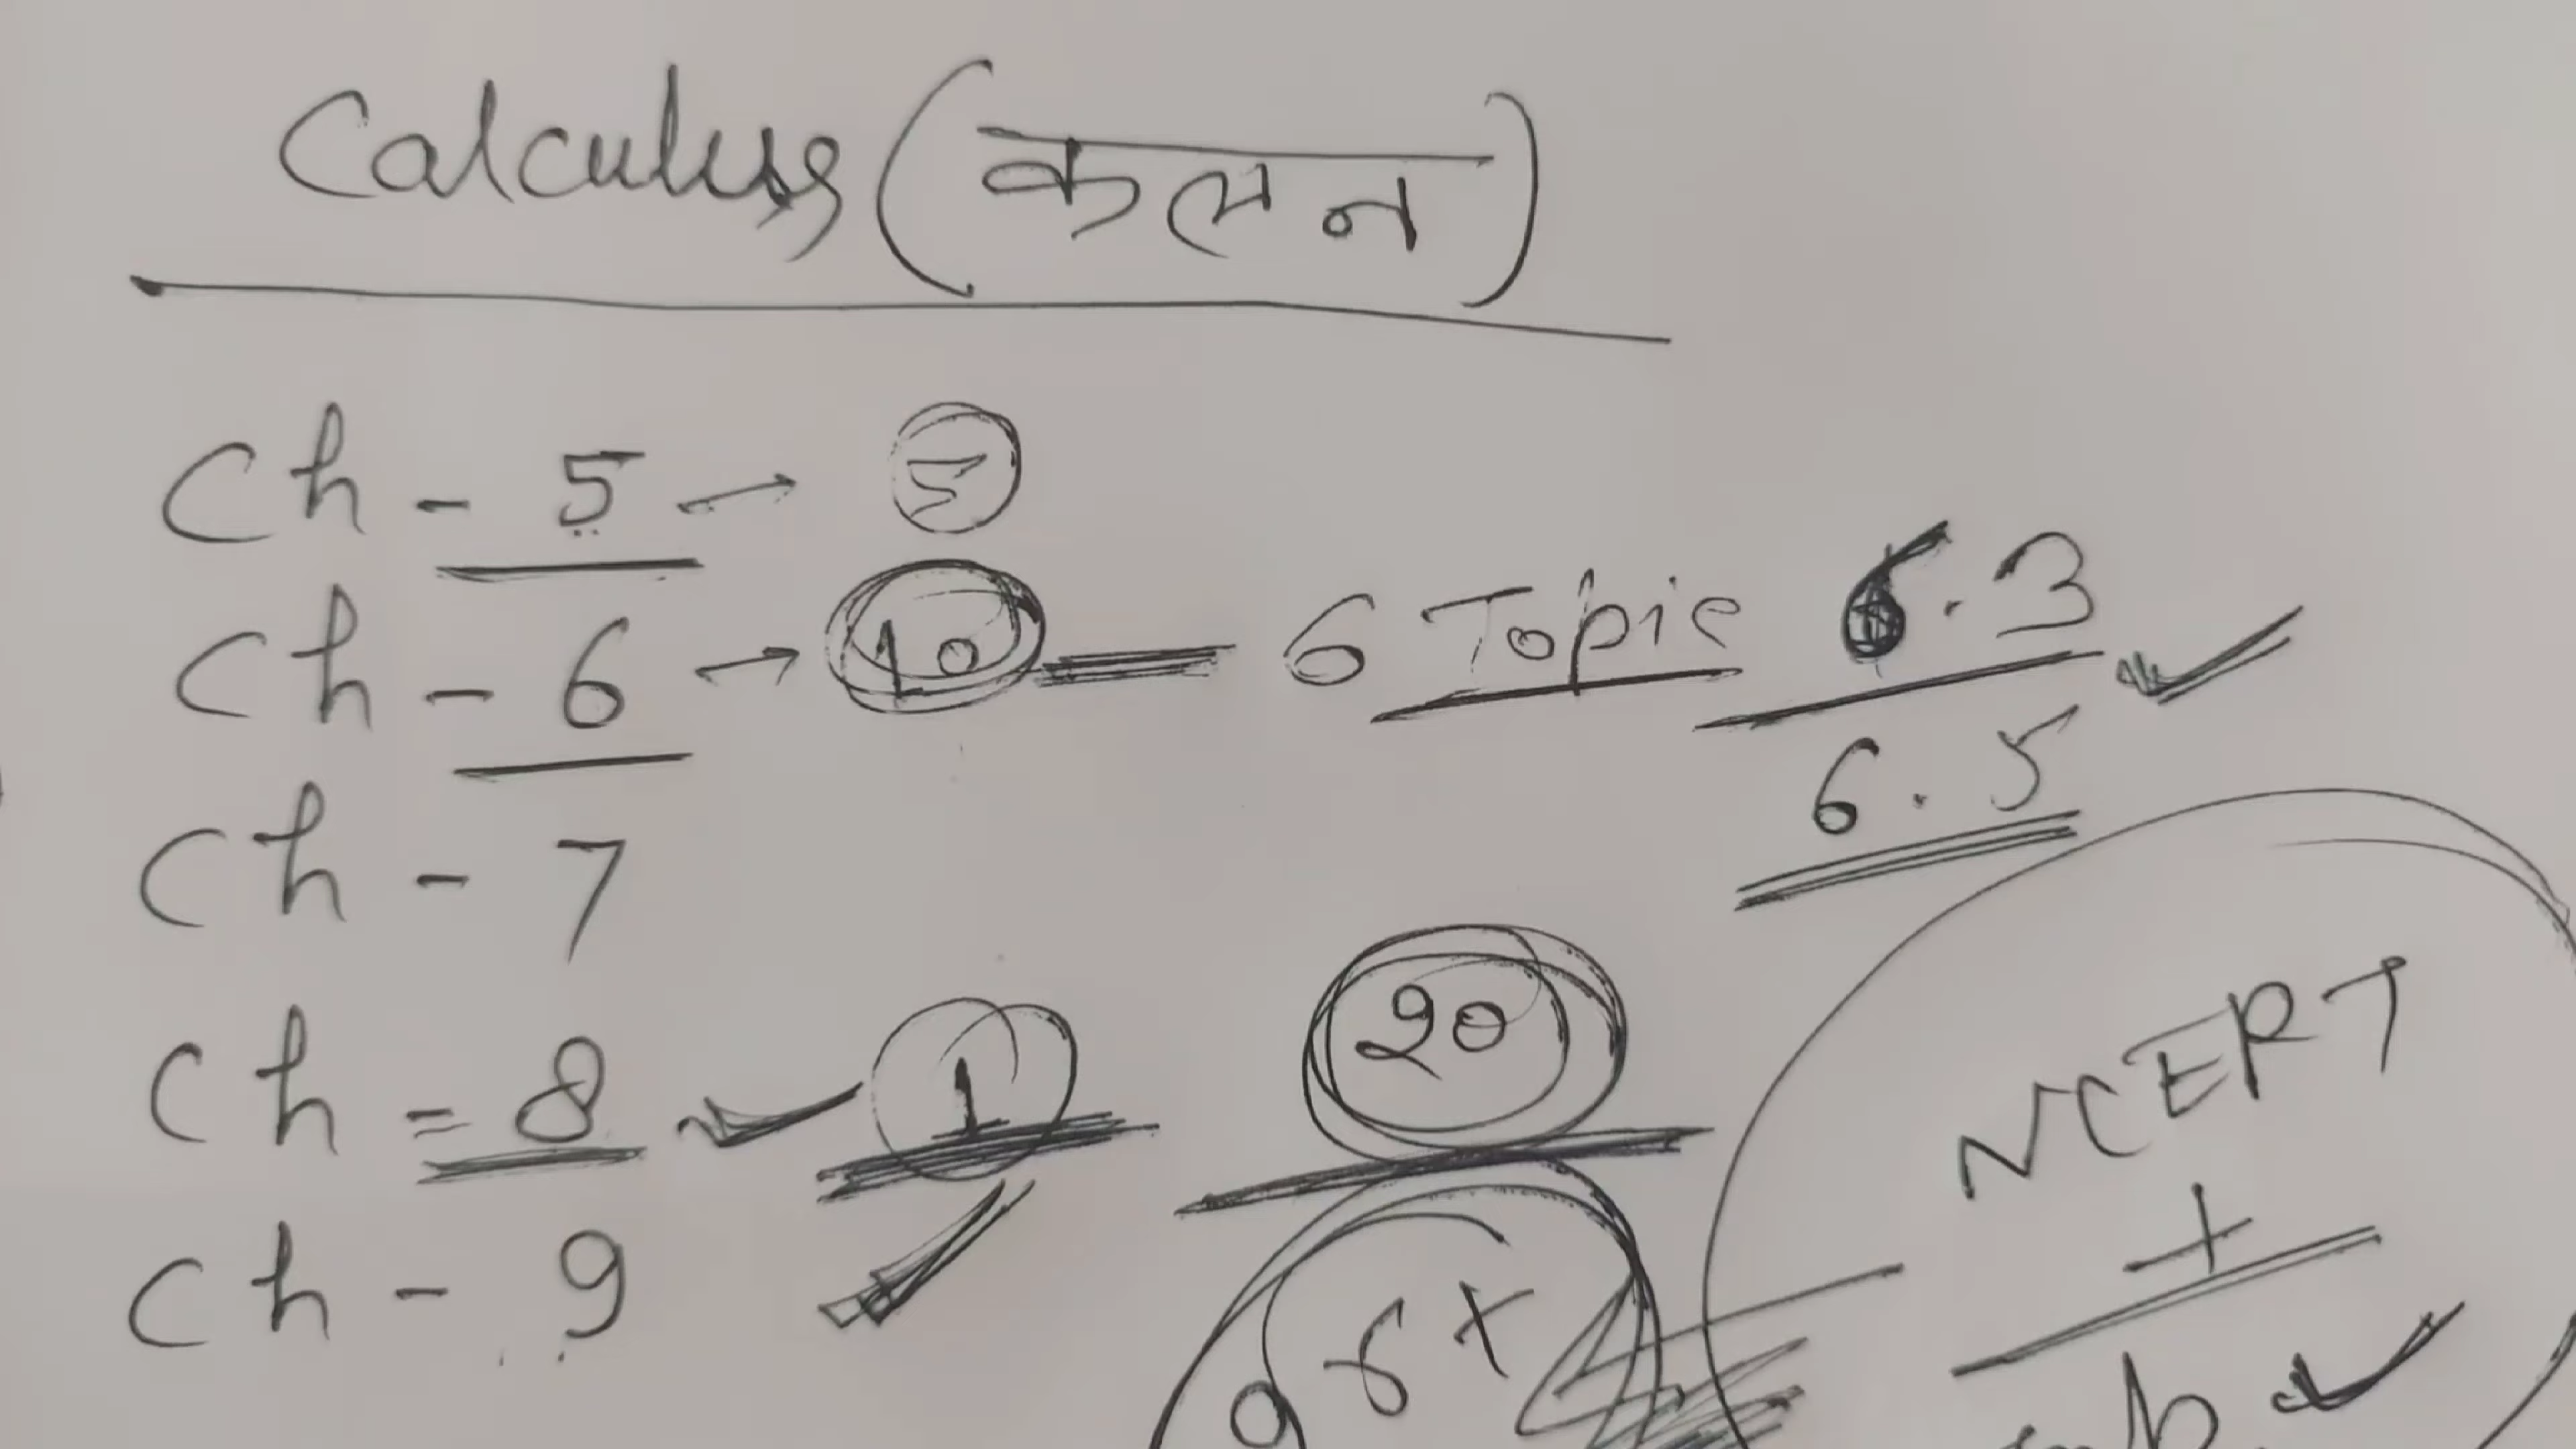 Calculus (कलन)
Ch - 5 → 5
Ch - 6 → 10 — 6 Topic 6.3
6.5
Ch - 7
Ch - 8 1 20
Ch - 9
NCERT
+
95+